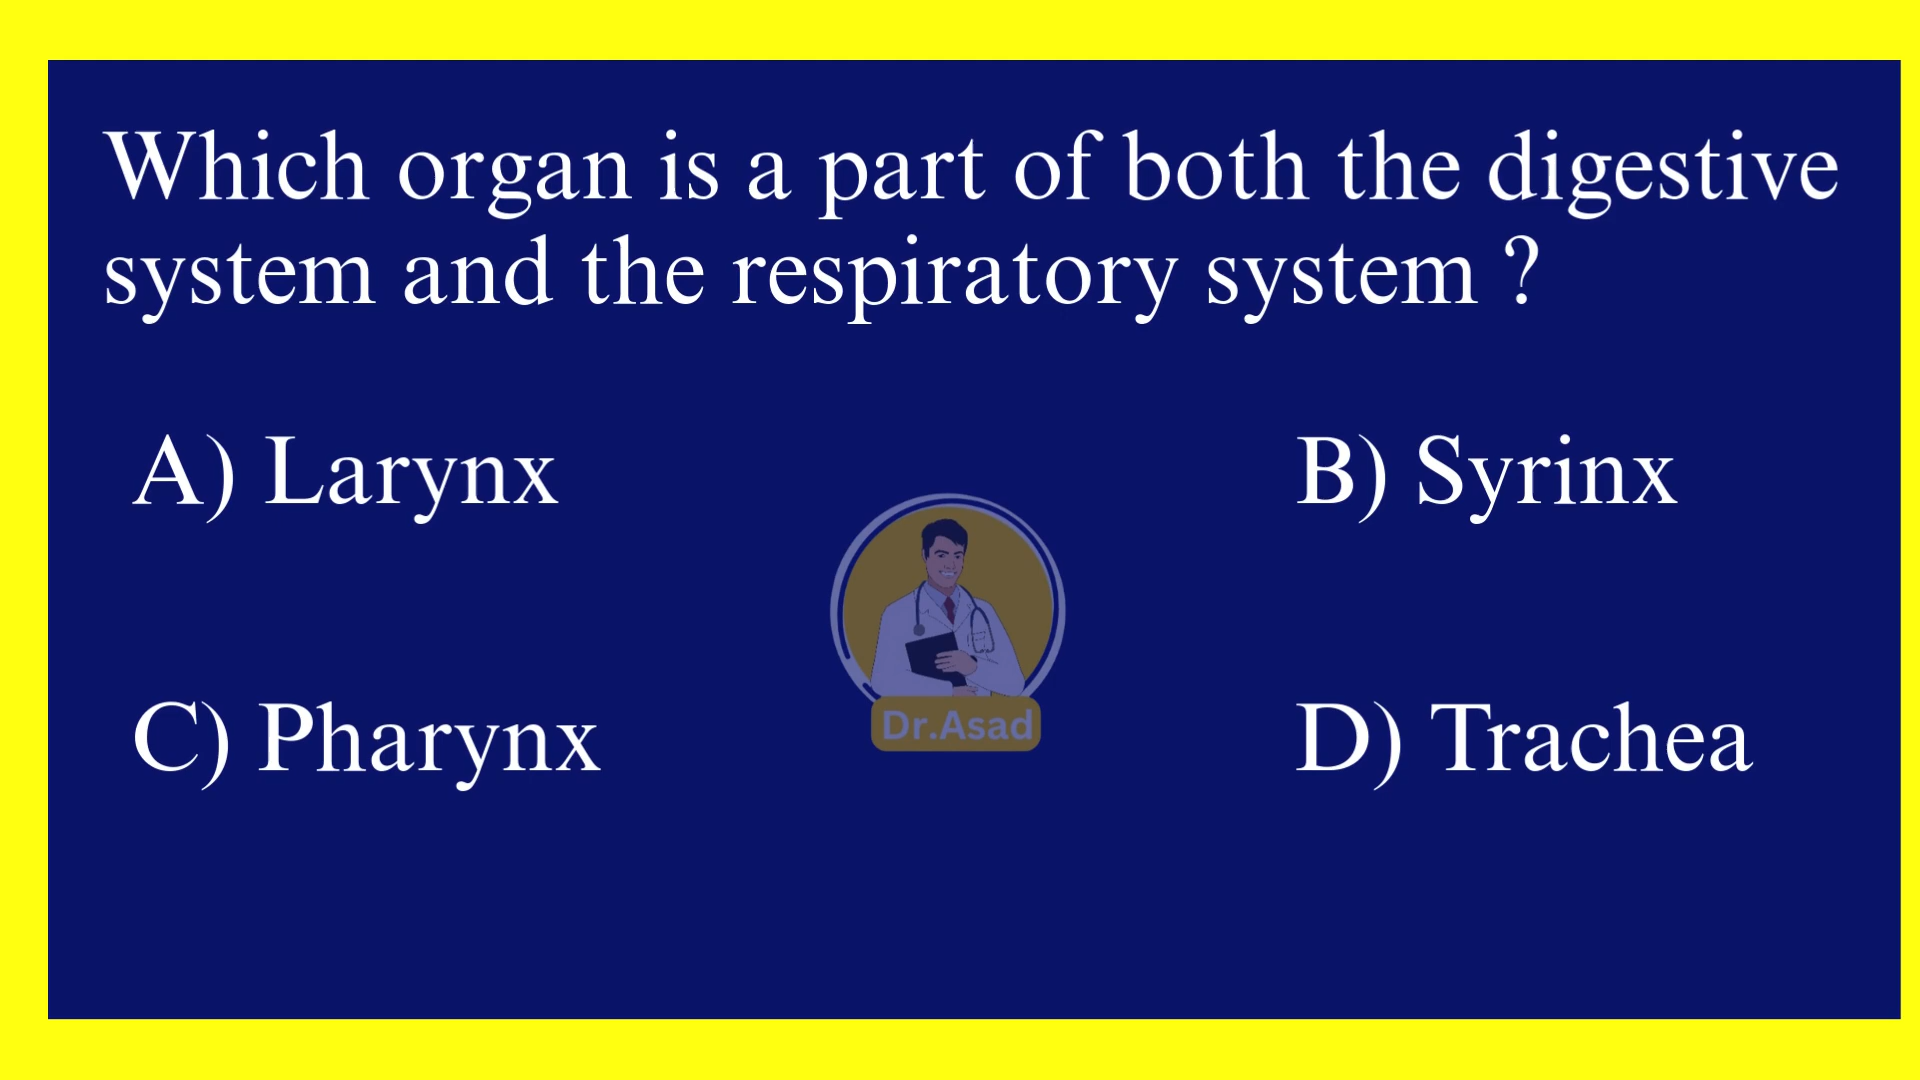 Which organ is a part of both the digestive
system and the respiratory system ?
A) Larynx
B) Syrinx
C) Pharynx
D) Trachea
Dr.Asad